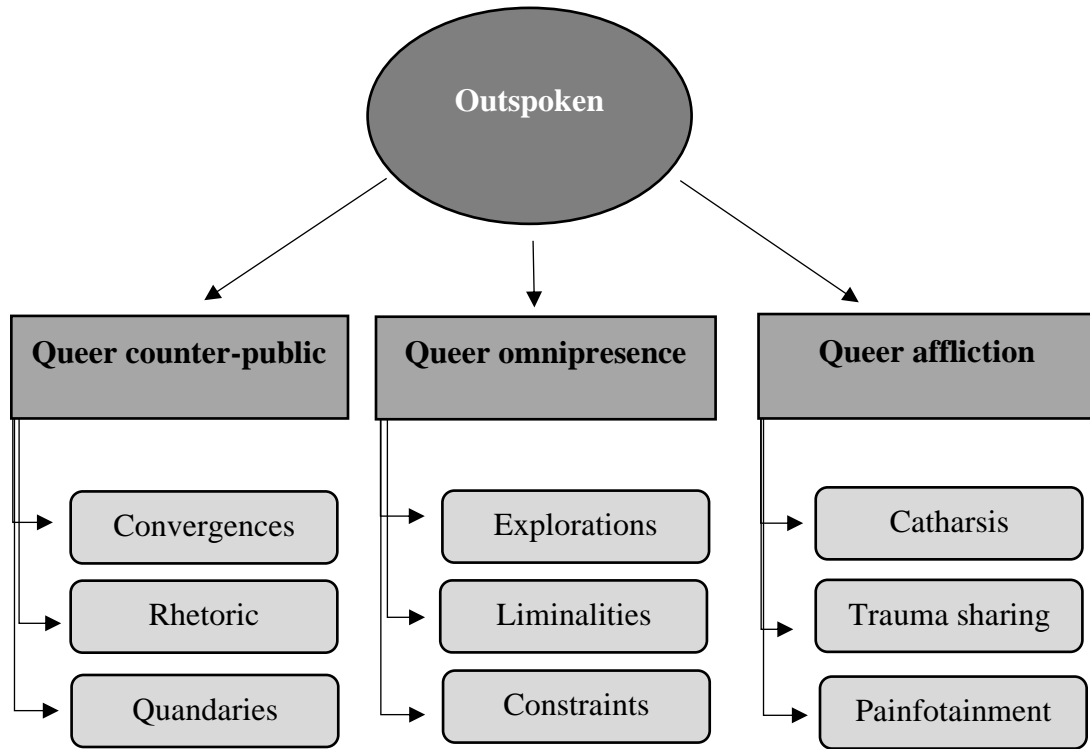 Outspoken
Queer counter-public
Queer omnipresence
Queer affliction
Convergences
Rhetoric
Quandaries
Explorations
Liminalities
Constraints
Catharsis
Trauma sharing
Painfotainment